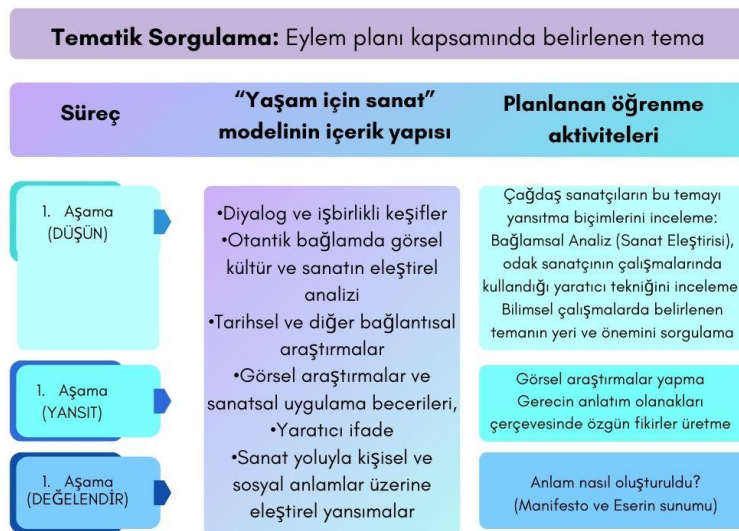 Tematik Sorgulama: Eylem planı kapsamında belirlenen tema
Süreç
“Yaşam için sanat”
modelinin içerik yapısı
Planlanan öğrenme
aktiviteleri
1. Aşama
(DÜŞÜN)
•Diyalog ve işbirlikli keşifler
•Otantik bağlamda görsel
kültür ve sanatın eleştirel
analizi
•Tarihsel ve diğer bağlantısal
araştırmalar
•Görsel araştırmalar ve
sanatsal uygulama becerileri,
•Yaratıcı ifade
•Sanat yoluyla kişisel ve
sosyal anlamlar üzerine
eleştirel yansımalar
Çağdaş sanatçıların bu temayı
yansıtma biçimlerini inceleme:
Bağlamsal Analiz (Sanat Eleştirisi),
odak sanatçının çalışmalarında
kullandığı yaratıcı tekniğini inceleme
Bilimsel çalışmalarda belirlenen
temanın yeri ve önemini sorgulama
1. Aşama
(YANSIT)
Görsel araştırmalar yapma
Gerecin anlatım olanakları
çerçevesinde özgün fikirler üretme
1. Aşama
(DEĞELENDİR)
Anlam nasıl oluşturuldu?
(Manifesto ve Eserin sunumu)